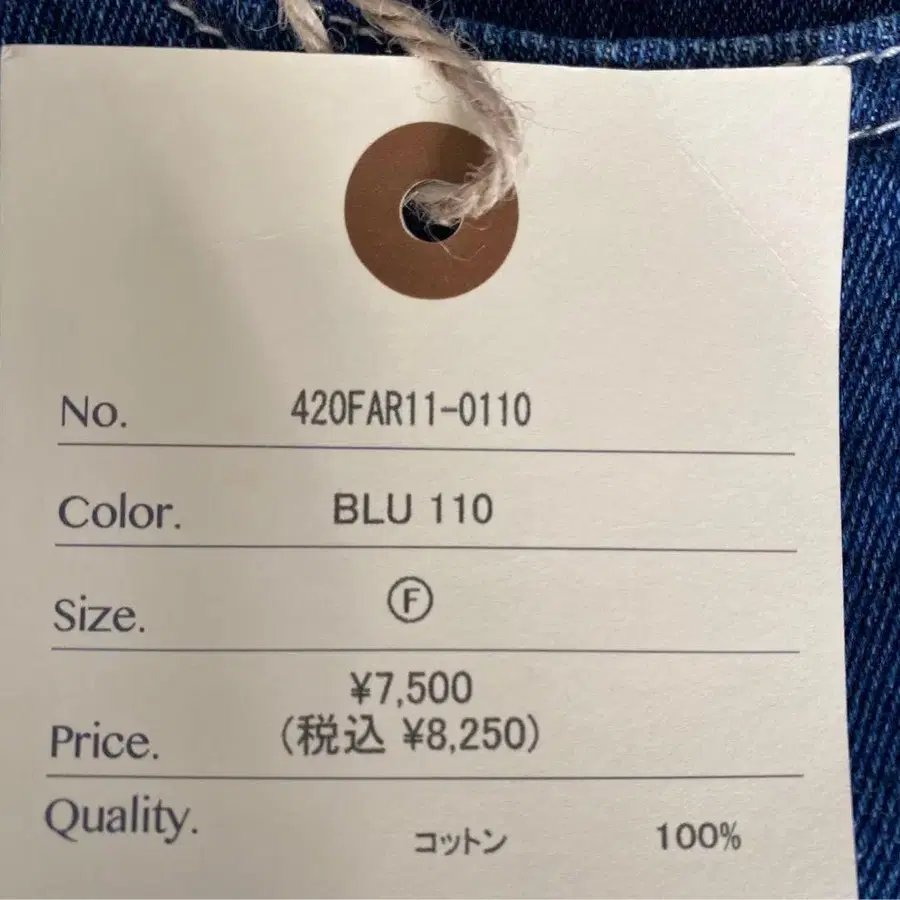 No. 420FAR11-0110
Color. BLU 110
Size. Ⓕ
¥7,500
Price. (税込 ¥8,250)
Quality. コットン 100%